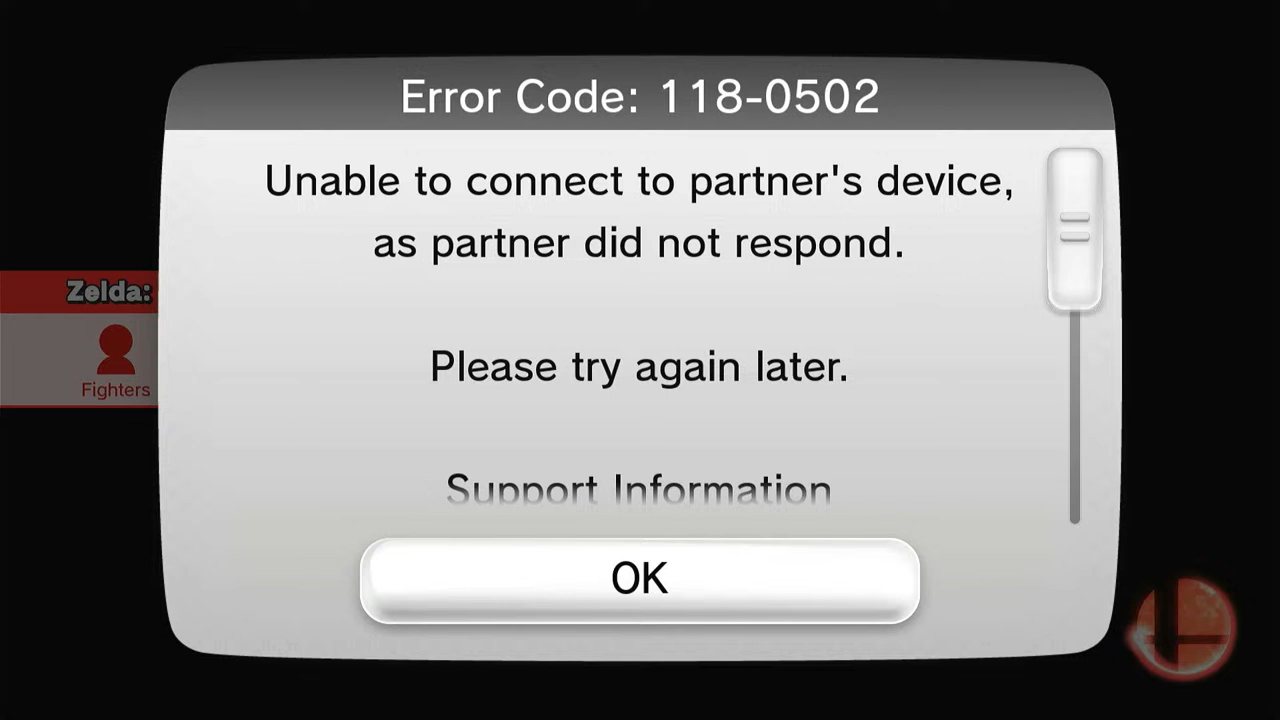 Error Code: 118-0502
Unable to connect to partner's device,
as partner did not respond.
Zelda:
Please try again later.
Fighters
Support Information
OK